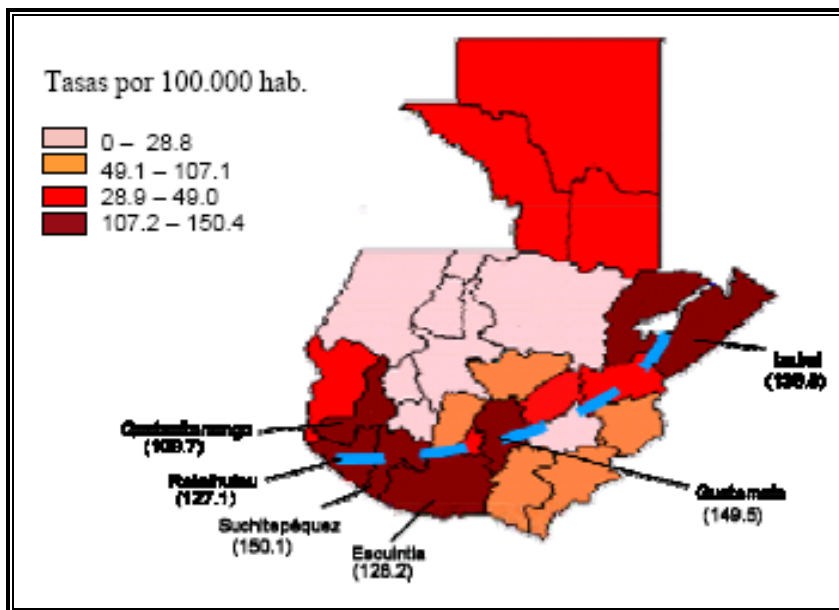 Tasas por 100.000 hab.
0 – 28.8
49.1 – 107.1
28.9 – 49.0
107.2 – 150.4
Izabal
Quetzaltenango
(109.7)
Retalhuleu
(127.1)
Guatemala
(149.5)
Suchitepéquez
(150.1)
Escuintla
(128.2)